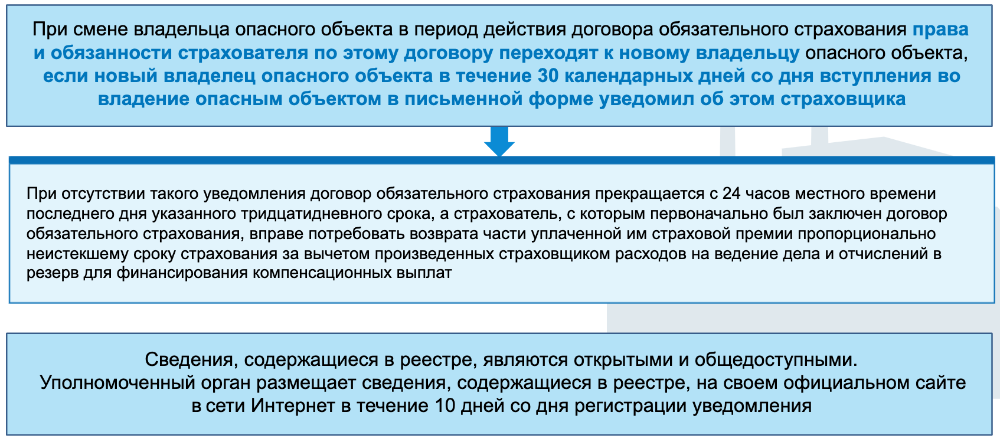 При смене владельца опасного объекта в период действия договора обязательного страхования права
и обязанности страхователя по этому договору переходят к новому владельцу опасного объекта,
если новый владелец опасного объекта в течение 30 календарных дней со дня вступления во
владение опасным объектом в письменной форме уведомил об этом страховщика
При отсутствии такого уведомления договор обязательного страхования прекращается с 24 часов местного времени
последнего дня указанного тридцатидневного срока, а страхователь, с которым первоначально был заключен договор
обязательного страхования, вправе потребовать возврата части уплаченной им страховой премии пропорционально
неистекшему сроку страхования за вычетом произведенных страховщиком расходов на ведение дела и отчислений в
резерв для финансирования компенсационных выплат
Сведения, содержащиеся в реестре, являются открытыми и общедоступными.
Уполномоченный орган размещает сведения, содержащиеся в реестре, на своем официальном сайте
в сети Интернет в течение 10 дней со дня регистрации уведомления